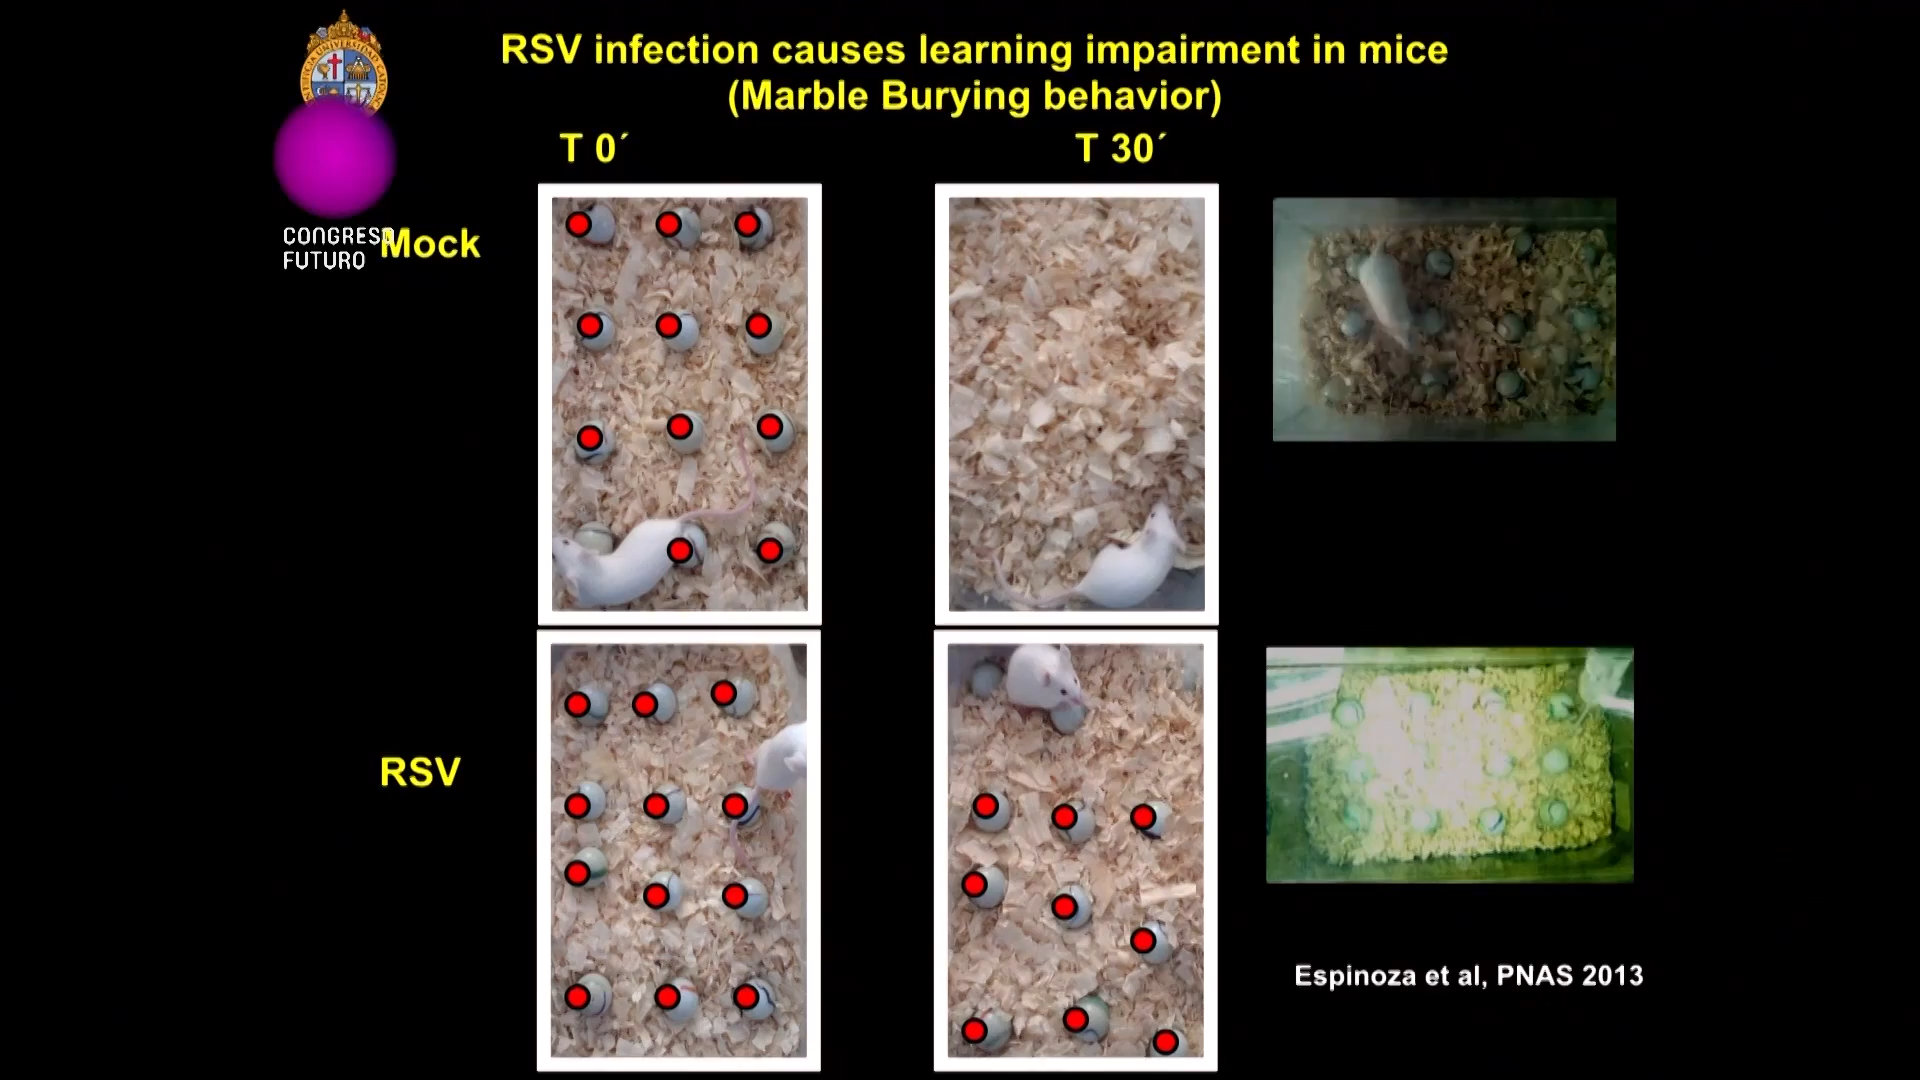 RSV infection causes learning impairment in mice
(Marble Burying behavior)
T 0´
T 30´
CONGRESO
FUTURO
Mock
RSV
Espinoza et al, PNAS 2013